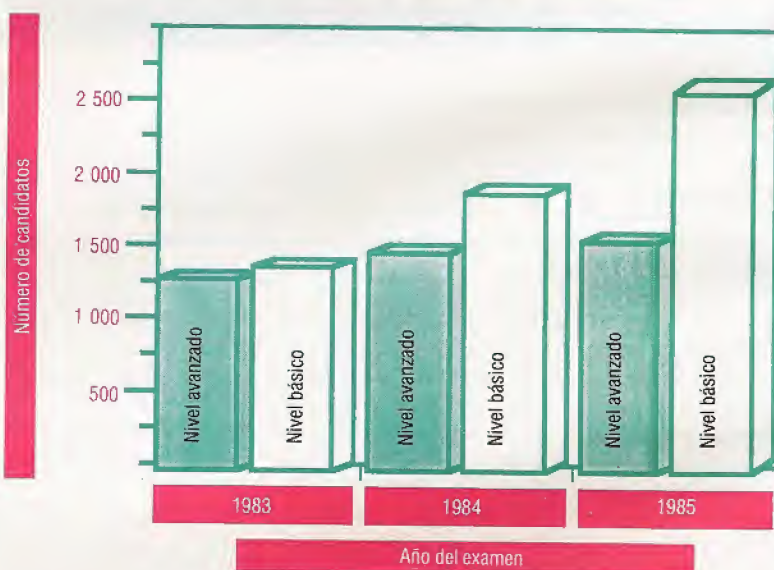 Número de candidatos
2 500
2 000
1 500
1 000
500
Nivel avanzado
Nivel básico
Nivel avanzado
Nivel básico
Nivel avanzado
Nivel básico
1983
1984
1985
Año del examen